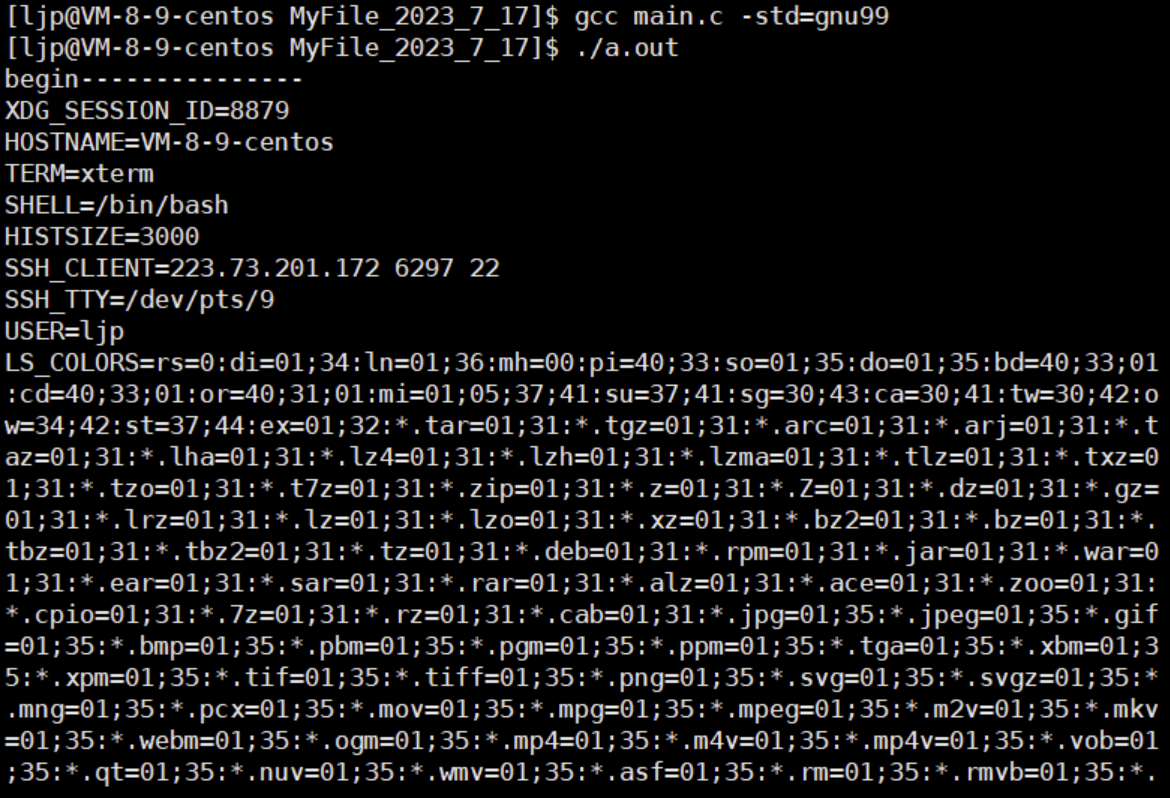 [ljp@VM-8-9-centos MyFile_2023_7_17]$ gcc main.c -std=gnu99
[ljp@VM-8-9-centos MyFile_2023_7_17]$ ./a.out
begin---------------
XDG_SESSION_ID=8879
HOSTNAME=VM-8-9-centos
TERM=xterm
SHELL=/bin/bash
HISTSIZE=3000
SSH_CLIENT=223.73.201.172 6297 22
SSH_TTY=/dev/pts/9
USER=ljp
LS_COLORS=rs=0:di=01;34:ln=01;36:mh=00:pi=40;33:so=01;35:do=01;35:bd=40;33;01
:cd=40;33;01:or=40;31;01:mi=01;05;37;41:su=37;41:sg=30;43:ca=30;41:tw=30;42:o
w=34;42:st=37;44:ex=01;32:*.tar=01;31:*.tgz=01;31:*.arc=01;31:*.arj=01;31:*.t
az=01;31:*.lha=01;31:*.lz4=01;31:*.lzh=01;31:*.lzma=01;31:*.tlz=01;31:*.txz=0
1;31:*.tzo=01;31:*.t7z=01;31:*.zip=01;31:*.z=01;31:*.Z=01;31:*.dz=01;31:*.gz=
01;31:*.lrz=01;31:*.lz=01;31:*.lzo=01;31:*.xz=01;31:*.bz2=01;31:*.bz=01;31:*.
tbz=01;31:*.tbz2=01;31:*.tz=01;31:*.deb=01;31:*.rpm=01;31:*.jar=01;31:*.war=0
1;31:*.ear=01;31:*.sar=01;31:*.rar=01;31:*.alz=01;31:*.ace=01;31:*.zoo=01;31:
*.cpio=01;31:*.7z=01;31:*.rz=01;31:*.cab=01;31:*.jpg=01;35:*.jpeg=01;35:*.gif
=01;35:*.bmp=01;35:*.pbm=01;35:*.pgm=01;35:*.ppm=01;35:*.tga=01;35:*.xbm=01;3
5:*.xpm=01;35:*.tif=01;35:*.tiff=01;35:*.png=01;35:*.svg=01;35:*.svgz=01;35:*
.mng=01;35:*.pcx=01;35:*.mov=01;35:*.mpg=01;35:*.mpeg=01;35:*.m2v=01;35:*.mkv
=01;35:*.webm=01;35:*.ogm=01;35:*.mp4=01;35:*.m4v=01;35:*.mp4v=01;35:*.vob=01
;35:*.qt=01;35:*.nuv=01;35:*.wmv=01;35:*.asf=01;35:*.rm=01;35:*.rmvb=01;35:*.